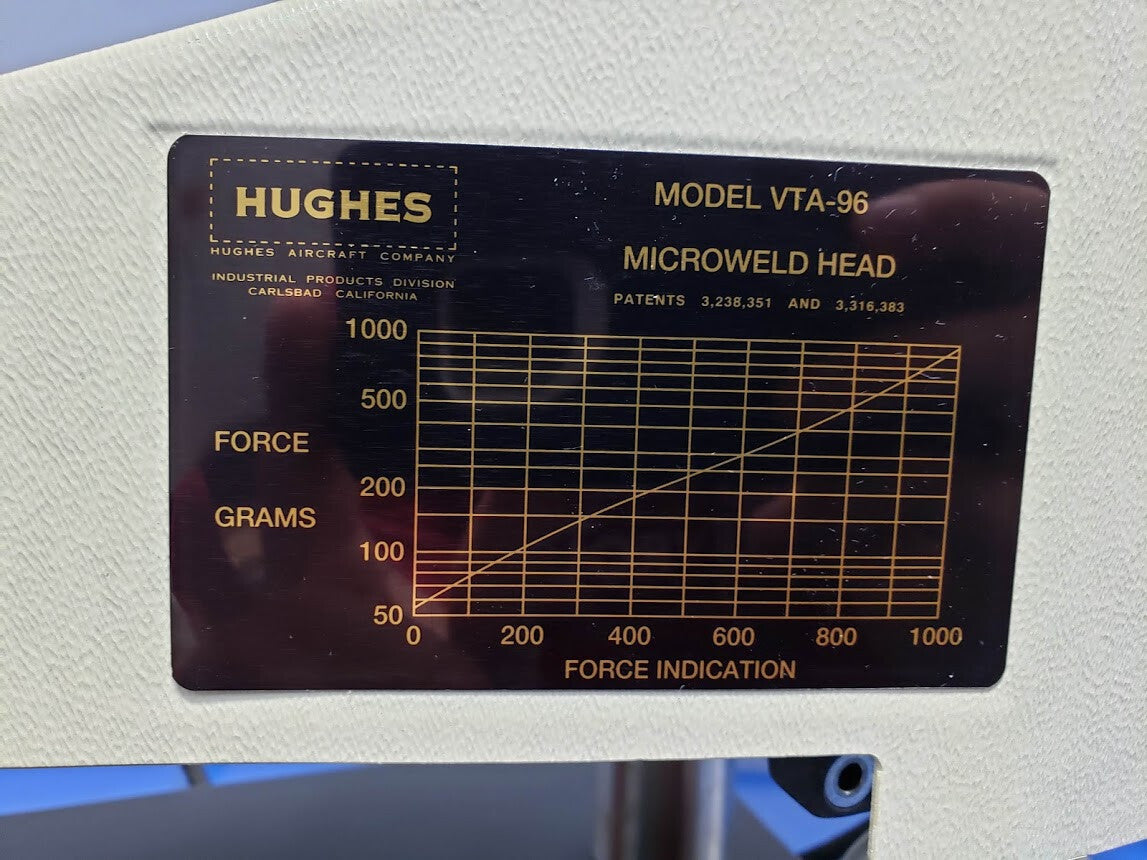 HUGHES
HUGHES AIRCRAFT COMPANY
INDUSTRIAL PRODUCTS DIVISION
CARLSBAD CALIFORNIA
MODEL VTA-96
MICROWELD HEAD
PATENTS 3,238,351 AND 3,316,383
1000
500
FORCE
200
GRAMS
100
50
0 200 400 600 800 1000
FORCE INDICATION